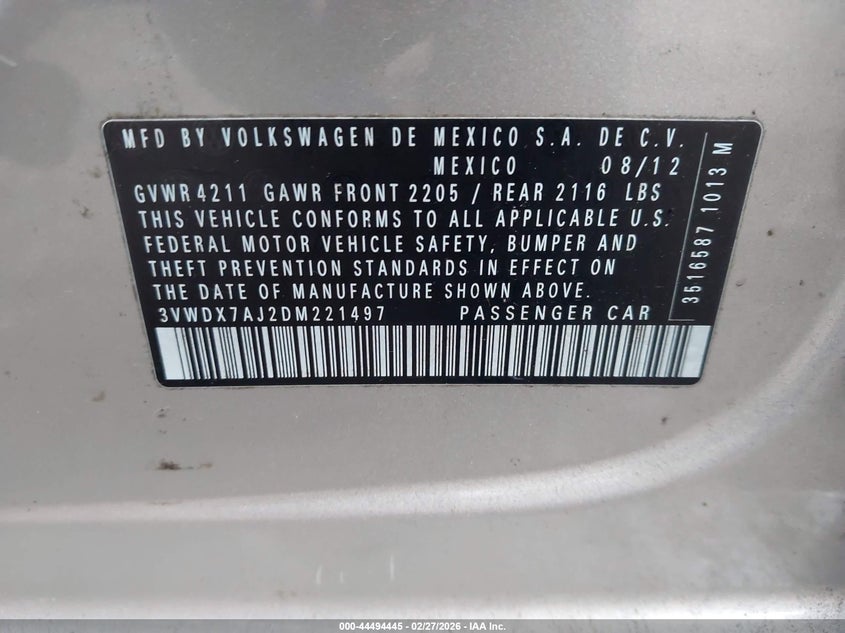 MFD BY VOLKSWAGEN DE MEXICO S.A. DE C.V.
MEXICO 08/12
GVWR 4211 GAWR FRONT 2205 / REAR 2116 LBS
THIS VEHICLE CONFORMS TO ALL APPLICABLE U.S.
FEDERAL MOTOR VEHICLE SAFETY, BUMPER AND
THEFT PREVENTION STANDARDS IN EFFECT ON
THE DATE OF MANUFACTURE SHOWN ABOVE.
3VWDX7AJ2DM221497 PASSENGER CAR
3516587 1013 M
000-44494445 - 02/27/2026 - IAA Inc.